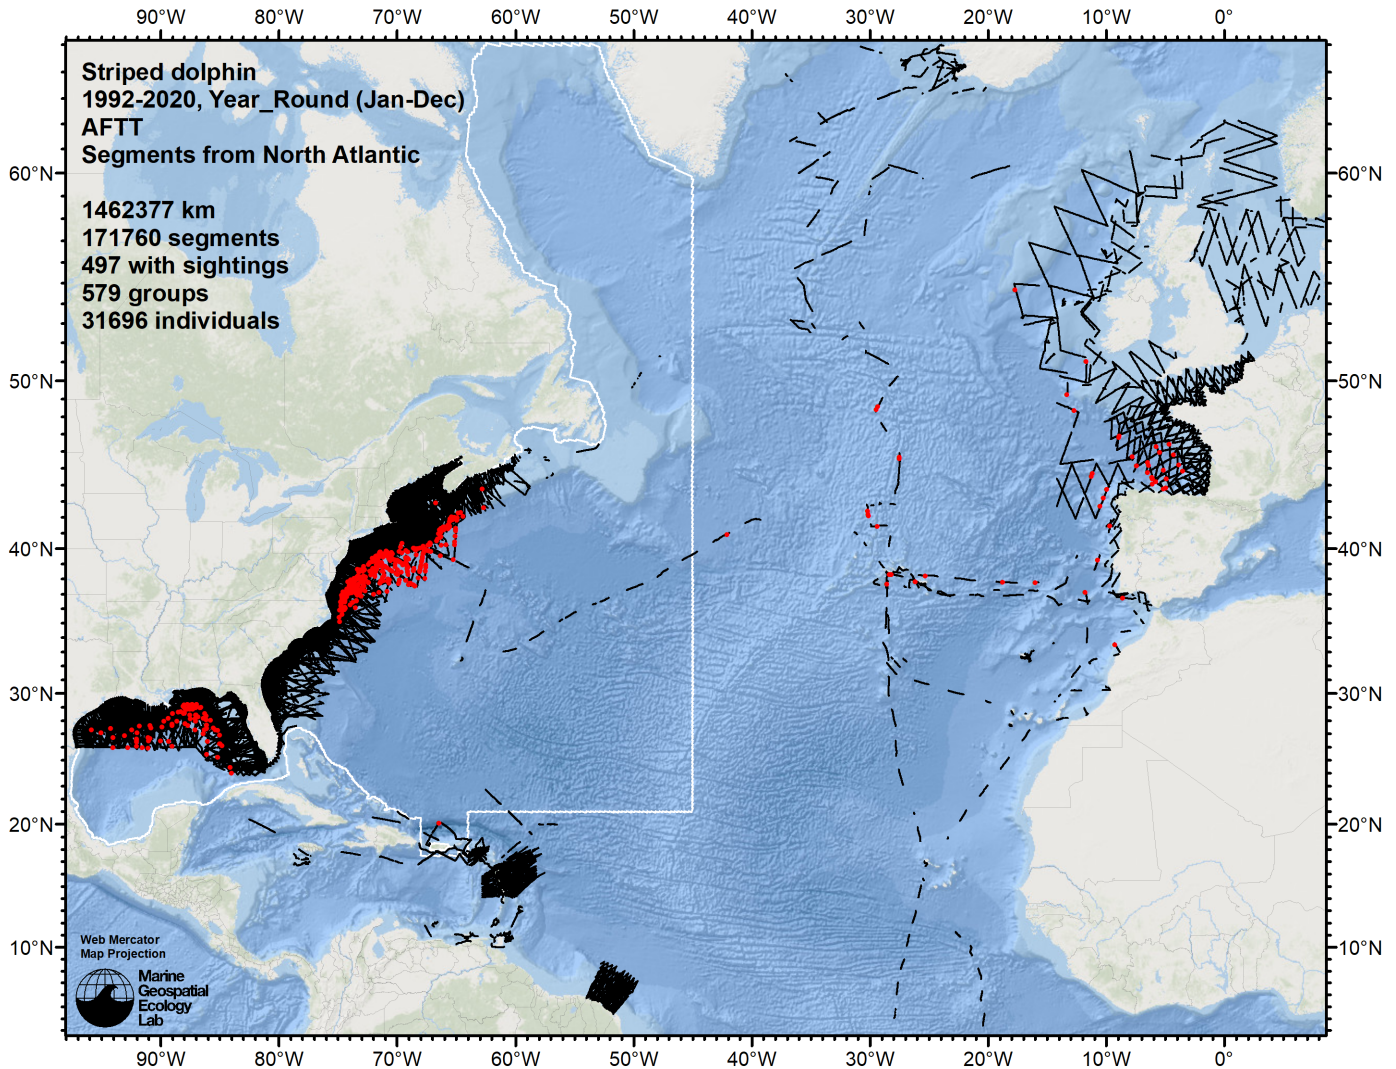 90°W 80°W 70°W 60°W 50°W 40°W 30°W 20°W 10°W 0°
Striped dolphin
1992-2020, Year_Round (Jan-Dec)
AFTT
Segments from North Atlantic
60°N 60°N
1462377 km
171760 segments
497 with sightings
579 groups
31696 individuals
50°N 50°N
40°N 40°N
30°N 30°N
20°N 20°N
10°N 10°N
Web Mercator
Map Projection
Marine
Geospatial
Ecology
Lab
90°W 80°W 70°W 60°W 50°W 40°W 30°W 20°W 10°W 0°